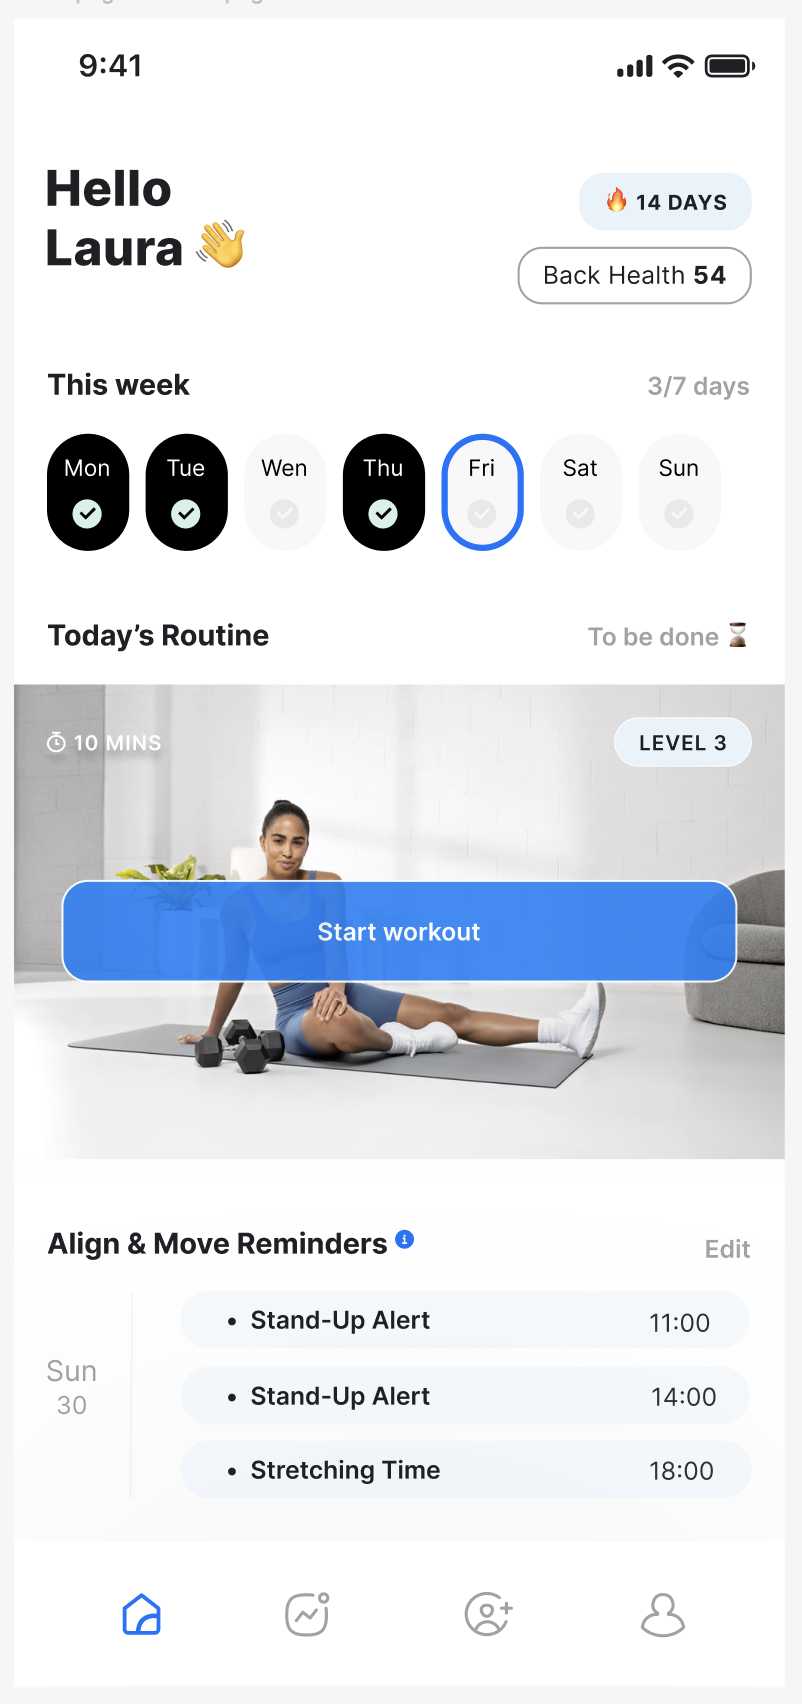 9:41
Hello
Laura 👋
🔥 14 DAYS
Back Health 54
This week
3/7 days
Mon Tue Wen Thu Fri Sat Sun
Today’s Routine
To be done ⏳
10 MINS
LEVEL 3
Start workout
Align & Move Reminders
Edit
Sun
30
• Stand-Up Alert 11:00
• Stand-Up Alert 14:00
• Stretching Time 18:00